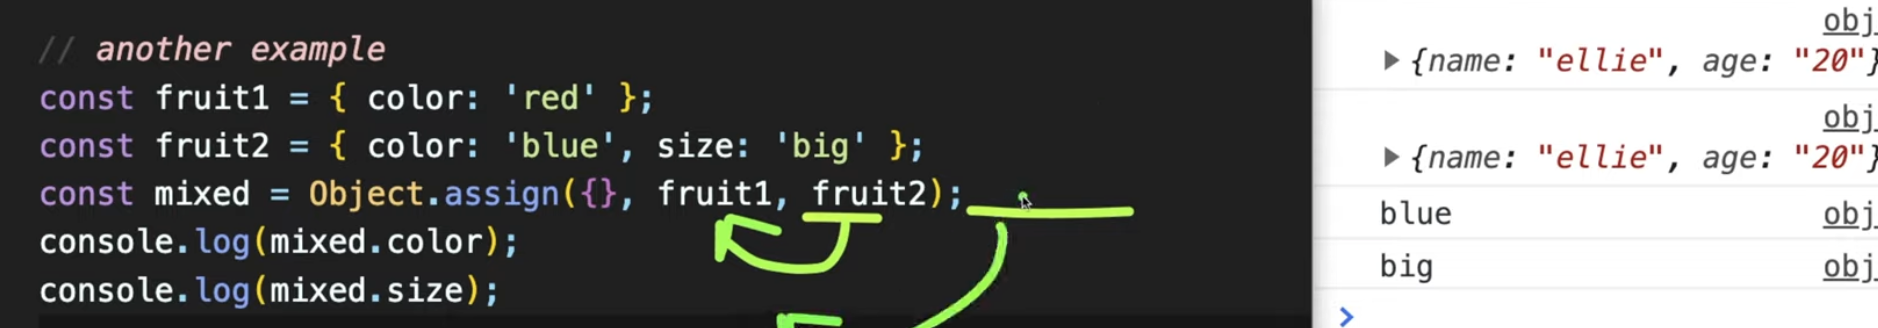 // another example
const fruit1 = { color: 'red' };
const fruit2 = { color: 'blue', size: 'big' };
const mixed = Object.assign({}, fruit1, fruit2);
console.log(mixed.color);
console.log(mixed.size);
obj
{name: "ellie", age: "20"}
obj
{name: "ellie", age: "20"}
blue obj
big obj